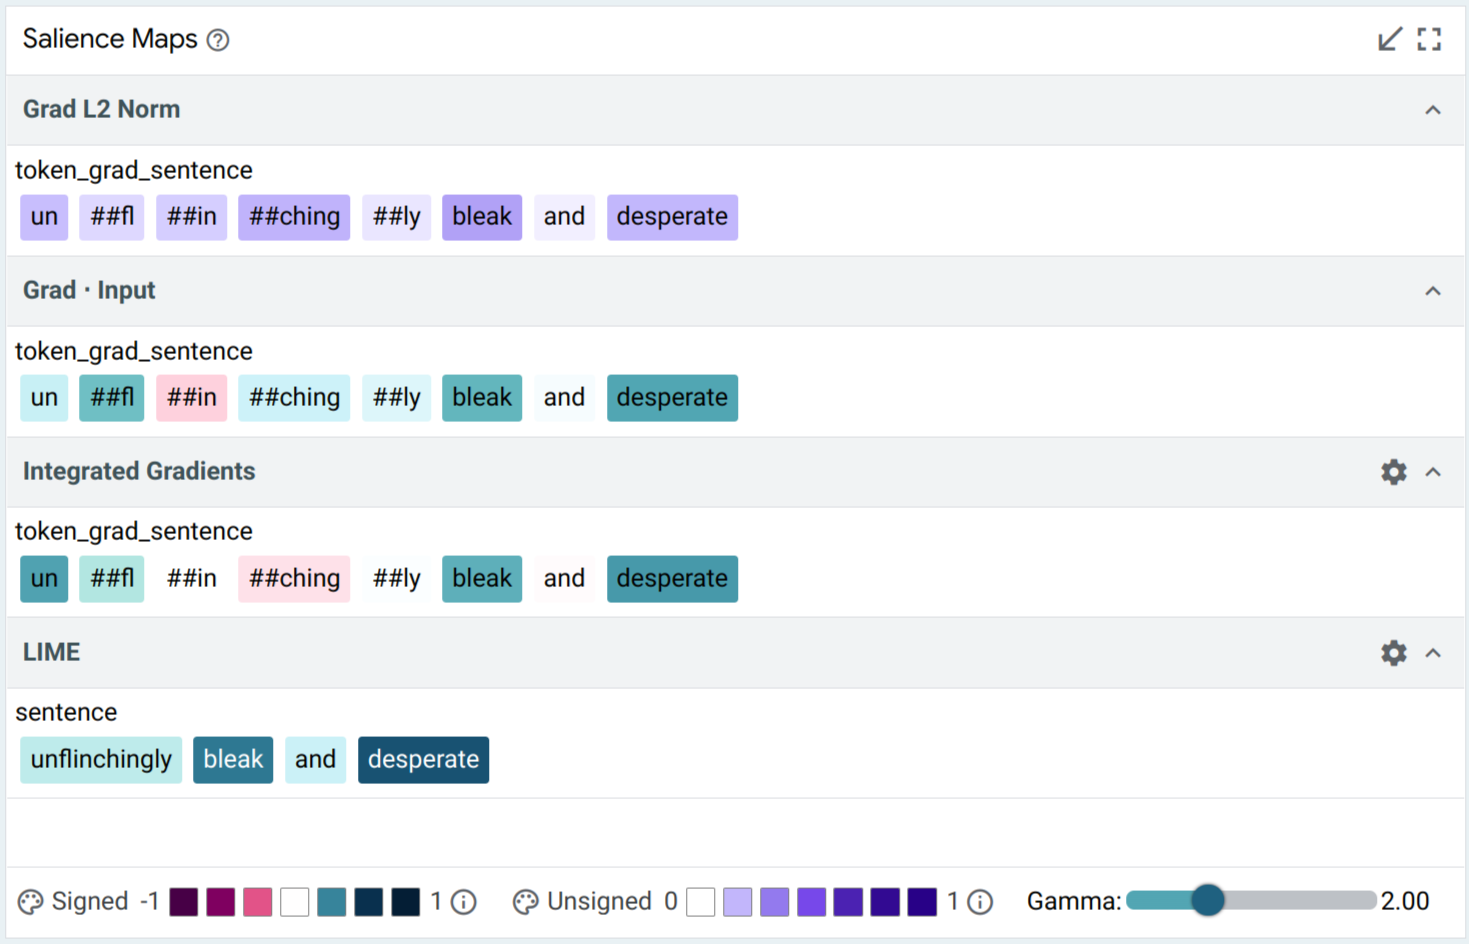 Salience Maps
Grad L2 Norm
token_grad_sentence
un ##fl ##in ##ching ##ly bleak and desperate
Grad · Input
token_grad_sentence
un ##fl ##in ##ching ##ly bleak and desperate
Integrated Gradients
token_grad_sentence
un ##fl ##in ##ching ##ly bleak and desperate
LIME
sentence
unflinchingly bleak and desperate
Signed -1 1 Unsigned 0 1 Gamma: 2.00